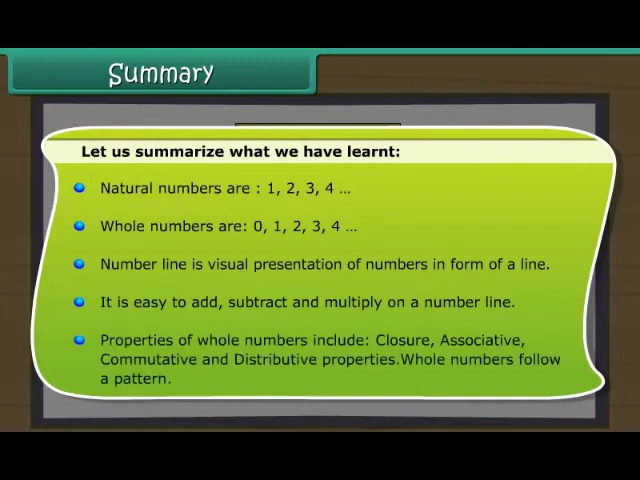 Summary
Let us summarize what we have learnt:
Natural numbers are : 1, 2, 3, 4 ...
Whole numbers are: 0, 1, 2, 3, 4 ...
Number line is visual presentation of numbers in form of a line.
It is easy to add, subtract and multiply on a number line.
Properties of whole numbers include: Closure, Associative,
Commutative and Distributive properties.Whole numbers follow
a pattern.